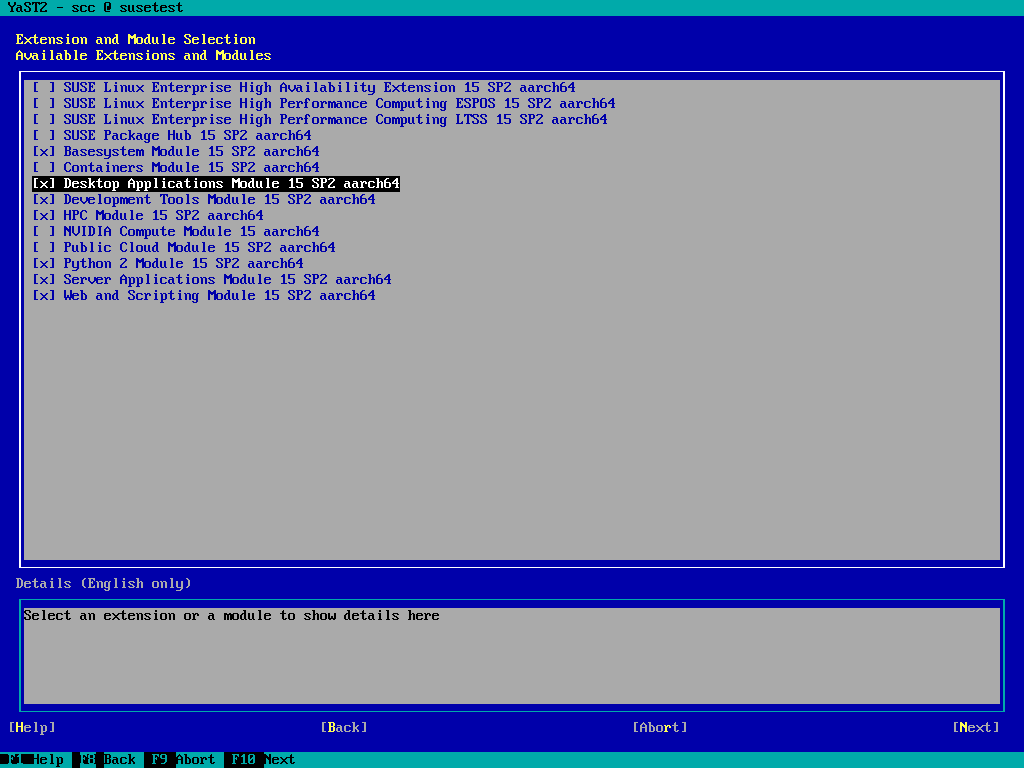 YaST2 - scc @ susetest
Extension and Module Selection
Available Extensions and Modules
[ ] SUSE Linux Enterprise High Availability Extension 15 SP2 aarch64
[ ] SUSE Linux Enterprise High Performance Computing ESPOS 15 SP2 aarch64
[ ] SUSE Linux Enterprise High Performance Computing LTSS 15 SP2 aarch64
[ ] SUSE Package Hub 15 SP2 aarch64
[x] Basesystem Module 15 SP2 aarch64
[ ] Containers Module 15 SP2 aarch64
[x] Desktop Applications Module 15 SP2 aarch64
[x] Development Tools Module 15 SP2 aarch64
[x] HPC Module 15 SP2 aarch64
[ ] NVIDIA Compute Module 15 aarch64
[ ] Public Cloud Module 15 SP2 aarch64
[x] Python 2 Module 15 SP2 aarch64
[x] Server Applications Module 15 SP2 aarch64
[x] Web and Scripting Module 15 SP2 aarch64
Details (English only)
Select an extension or a module to show details here
[Help] [Back] [Abort] [Next]
Help F8 Back F9 Abort F10 Next